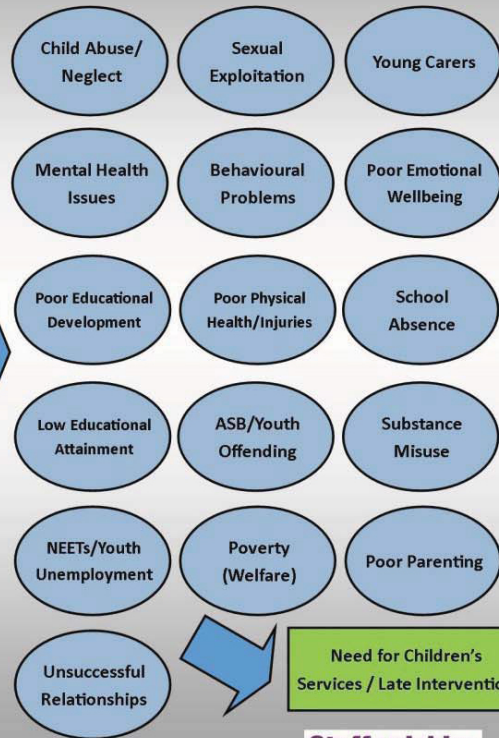 Child Abuse/
Neglect
Sexual
Exploitation
Young Carers
Mental Health
Issues
Behavioural
Problems
Poor Emotional
Wellbeing
Poor Educational
Development
Poor Physical
Health/Injuries
School
Absence
Low Educational
Attainment
ASB/Youth
Offending
Substance
Misuse
NEETs/Youth
Unemployment
Poverty
(Welfare)
Poor Parenting
Unsuccessful
Relationships
Need for Children's
Services / Late Interventio